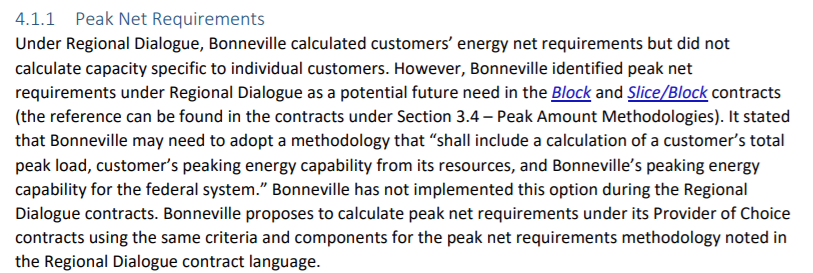 4.1.1 Peak Net Requirements
Under Regional Dialogue, Bonneville calculated customers' energy net requirements but did not
calculate capacity specific to individual customers. However, Bonneville identified peak net
requirements under Regional Dialogue as a potential future need in the Block and Slice/Block contracts
(the reference can be found in the contracts under Section 3.4 – Peak Amount Methodologies). It stated
that Bonneville may need to adopt a methodology that “shall include a calculation of a customer's total
peak load, customer's peaking energy capability from its resources, and Bonneville's peaking energy
capability for the federal system.” Bonneville has not implemented this option during the Regional
Dialogue contracts. Bonneville proposes to calculate peak net requirements under its Provider of Choice
contracts using the same criteria and components for the peak net requirements methodology noted in
the Regional Dialogue contract language.